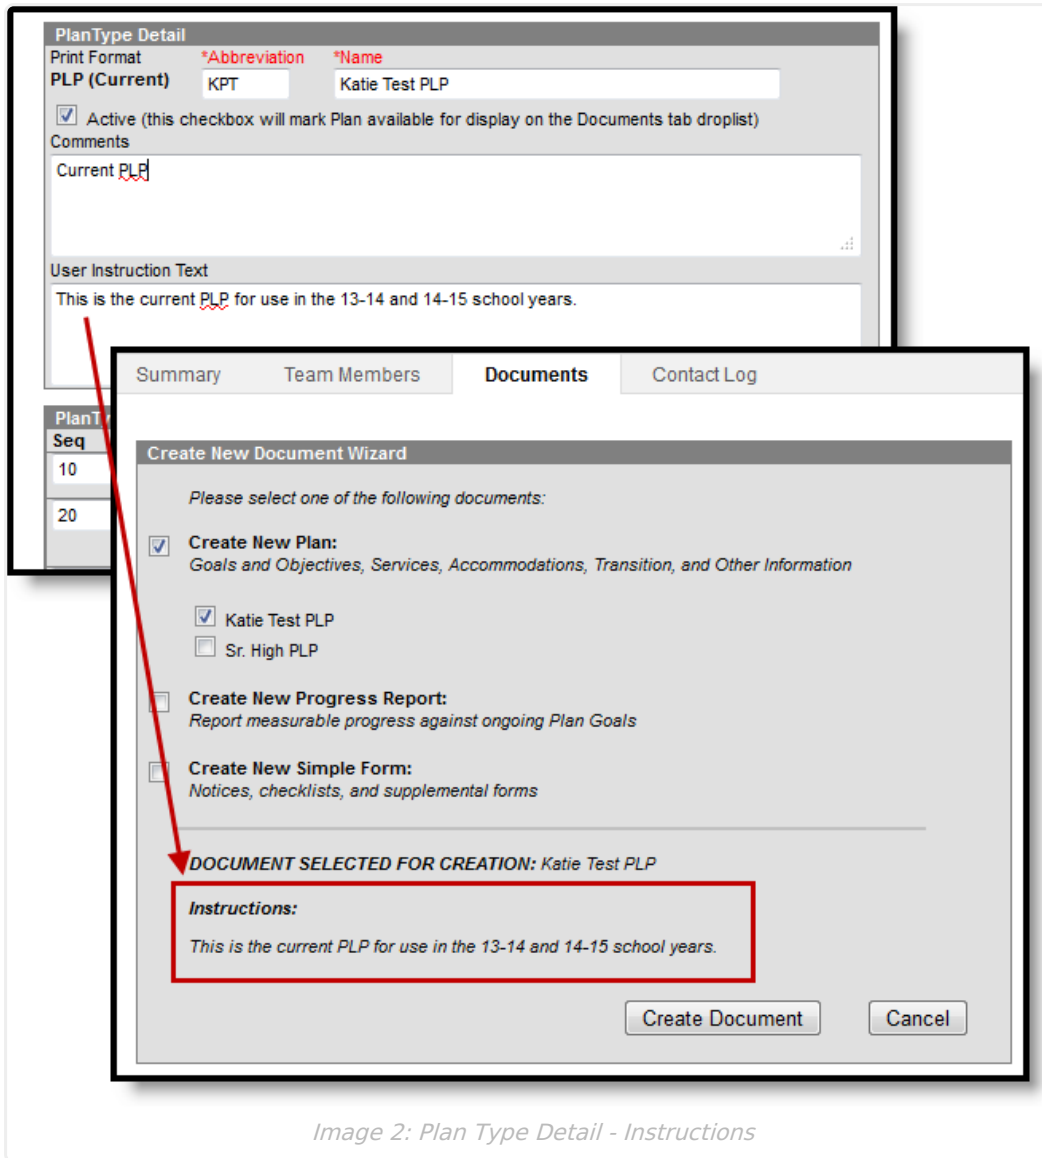 PlanType Detail
Print Format *Abbreviation *Name
PLP (Current) KPT Katie Test PLP
Active (this checkbox will mark Plan available for display on the Documents tab droplist)
Comments
Current PLP
User Instruction Text
This is the current PLP for use in the 13-14 and 14-15 school years.
Seq
10
20
Summary Team Members Documents Contact Log
Create New Document Wizard
Please select one of the following documents:
Create New Plan:
Goals and Objectives, Services, Accommodations, Transition, and Other Information
Katie Test PLP
Sr. High PLP
Create New Progress Report:
Report measurable progress against ongoing Plan Goals
Create New Simple Form:
Notices, checklists, and supplemental forms
DOCUMENT SELECTED FOR CREATION: Katie Test PLP
Instructions:
This is the current PLP for use in the 13-14 and 14-15 school years.
Create Document Cancel
Image 2: Plan Type Detail - Instructions